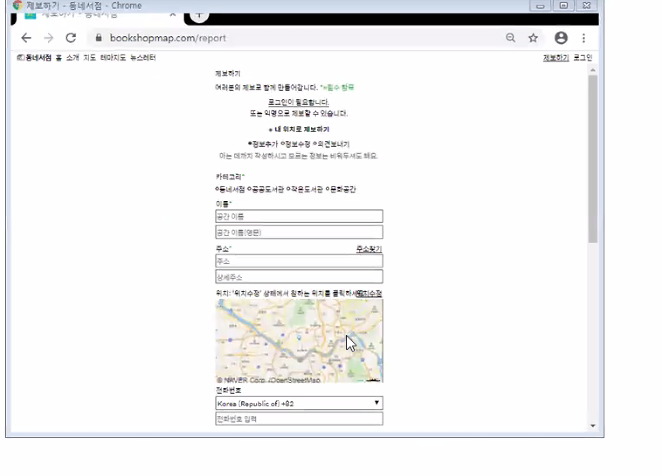 제보하기 - 동네서점 - Chrome
제보하기 - 동네서점
bookshopmap.com/report
동네서점 홈 소개 지도 테마지도 뉴스레터
제보하기 로그인
제보하기
여러분의 제보로 함께 만들어갑니다. *필수 항목
로그인이 필요합니다.
또는 익명으로 제보할 수 있습니다.
+ 내 위치로 제보하기
정보추가 정보수정 의견보내기
아는 데까지 작성하시고 모르는 정보는 비워두셔도 돼요.
카테고리*
동네서점 공공도서관 작은도서관 문화공간
이름*
공간 이름
공간 이름(영문)
주소*
주소찾기
주소
상세주소
위치: '위치수정' 상태에서 원하는 위치를 클릭하세요
위치수정
© NAVER Corp. /OpenStreetMap
전화번호
Korea (Republic of) +82
전화번호 입력